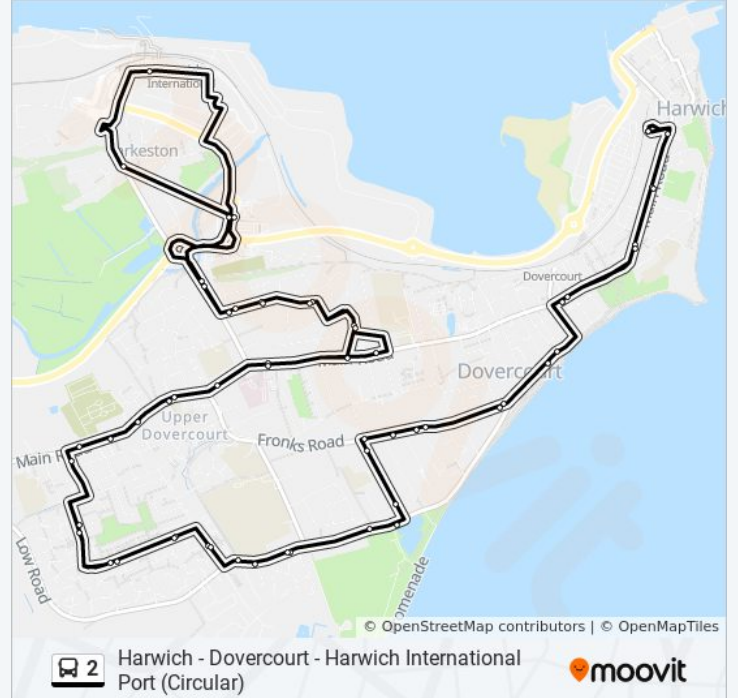 Internatio
Harwich
arkeston
Dovercourt
Dovercourt
Upper
Dovercourt
Fronks Road
Main R
Low Road
omenade
© OpenStreetMap contributors | © OpenMapTiles
2
Harwich - Dovercourt - Harwich International
Port (Circular)
moovit